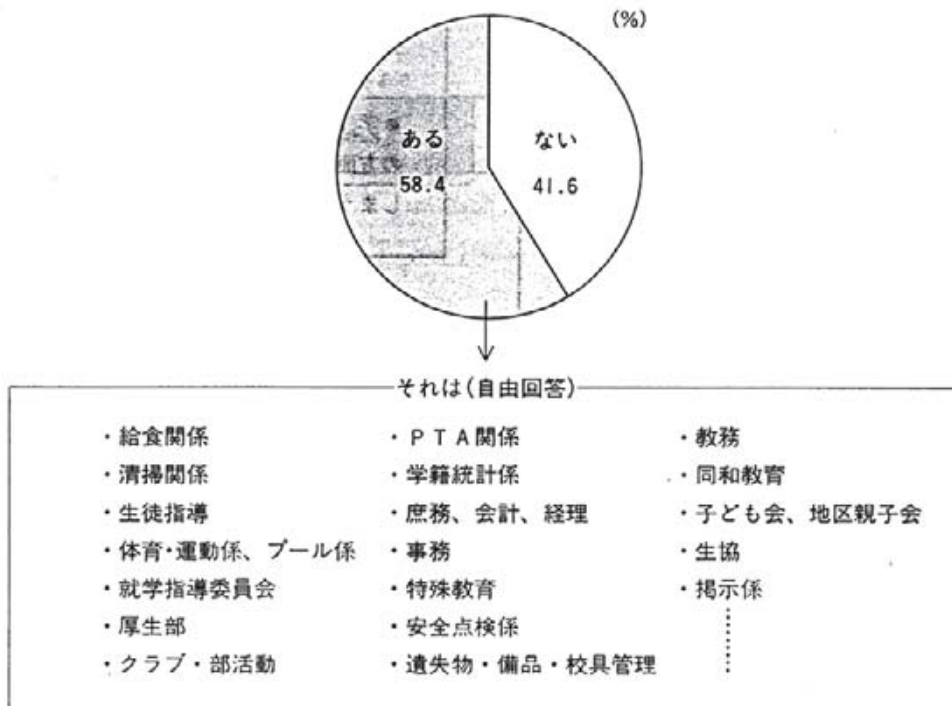 (%)
ある
58.4
ない
41.6
それは(自由回答)
・給食関係
・清掃関係
・生徒指導
・体育・運動係、プール係
・就学指導委員会
・厚生部
・クラブ・部活動
・ＰＴＡ関係
・学籍統計係
・庶務、会計、経理
・事務
・特殊教育
・安全点検係
・遺失物・備品・校具管理
・教務
・同和教育
・子ども会、地区親子会
・生協
・掲示係